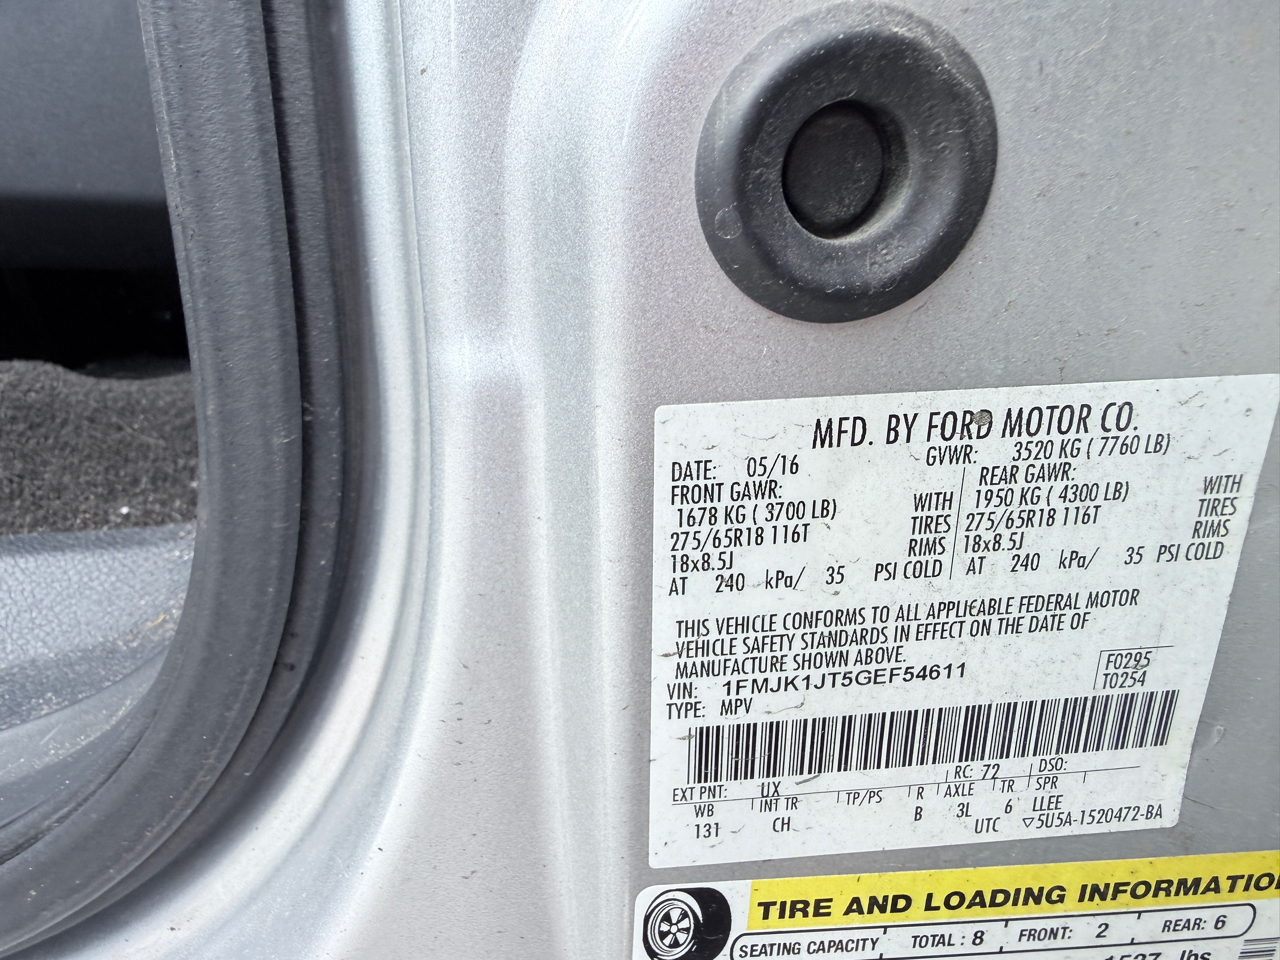 MFD. BY FORD MOTOR CO.
DATE: 05/16 GVWR: 3520 KG ( 7760 LB)
FRONT GAWR: REAR GAWR:
1678 KG ( 3700 LB) WITH 1950 KG ( 4300 LB) WITH
275/65R18 116T TIRES 275/65R18 116T TIRES
18x8.5J RIMS 18x8.5J RIMS
AT 240 kPa/ 35 PSI COLD AT 240 kPa/ 35 PSI COLD
THIS VEHICLE CONFORMS TO ALL APPLICABLE FEDERAL MOTOR
VEHICLE SAFETY STANDARDS IN EFFECT ON THE DATE OF
MANUFACTURE SHOWN ABOVE.
VIN: 1FMJK1JT5GEF54611 F0295
TYPE: MPV T0254
EXT PNT: UX RC: 72 DSO:
WB INT TR TP/PS R AXLE TR SPR
131 CH B 3L 6 LLEE
UTC ▽5U5A-1520472-BA
TIRE AND LOADING INFORMATIO
SEATING CAPACITY TOTAL : 8 FRONT: 2 REAR: 6
lbs